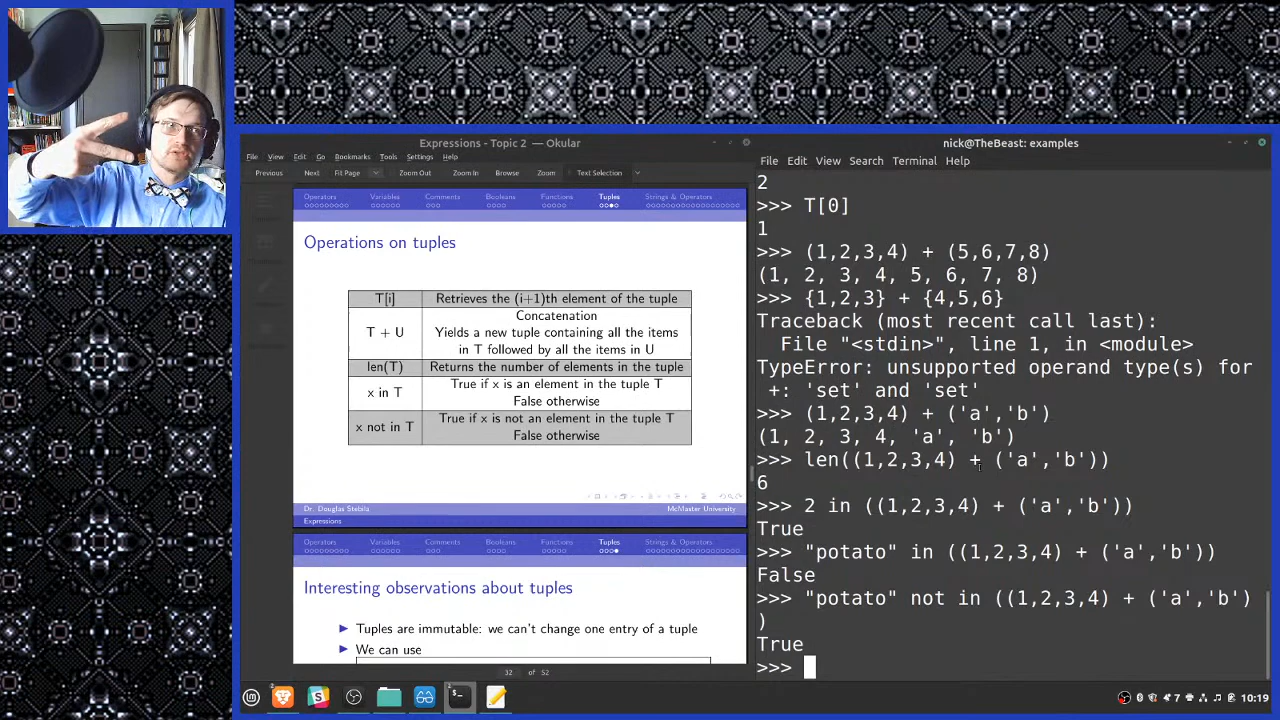 Expressions - Topic 2 — Okular
File Edit View Go Bookmarks Tools Settings Help
Previous Next Fit Page Zoom Out Zoom In Browse Zoom Text Selection
Operators Variables Comments Booleans Functions Tuples Strings & Operators
Operations on tuples
T[i] Retrieves the (i+1)th element of the tuple
Concatenation
T + U Yields a new tuple containing all the items
in T followed by all the items in U
len(T) Returns the number of elements in the tuple
x in T True if x is an element in the tuple T
False otherwise
x not in T True if x is not an element in the tuple T
False otherwise
Dr. Douglas Stebila McMaster University
Expressions
Operators Variables Comments Booleans Functions Tuples Strings & Operators
Interesting observations about tuples
Tuples are immutable: we can't change one entry of a tuple
We can use
32 of 52
nick@TheBeast: examples
File Edit View Search Terminal Help
2
>>> T[0]
1
>>> (1,2,3,4) + (5,6,7,8)
(1, 2, 3, 4, 5, 6, 7, 8)
>>> {1,2,3} + {4,5,6}
Traceback (most recent call last):
File "<stdin>", line 1, in <module>
TypeError: unsupported operand type(s) for
+: 'set' and 'set'
>>> (1,2,3,4) + ('a','b')
(1, 2, 3, 4, 'a', 'b')
>>> len((1,2,3,4) + ('a','b'))
6
>>> 2 in ((1,2,3,4) + ('a','b'))
True
>>> "potato" in ((1,2,3,4) + ('a','b'))
False
>>> "potato" not in ((1,2,3,4) + ('a','b')
)
True
>>>
7 10:19